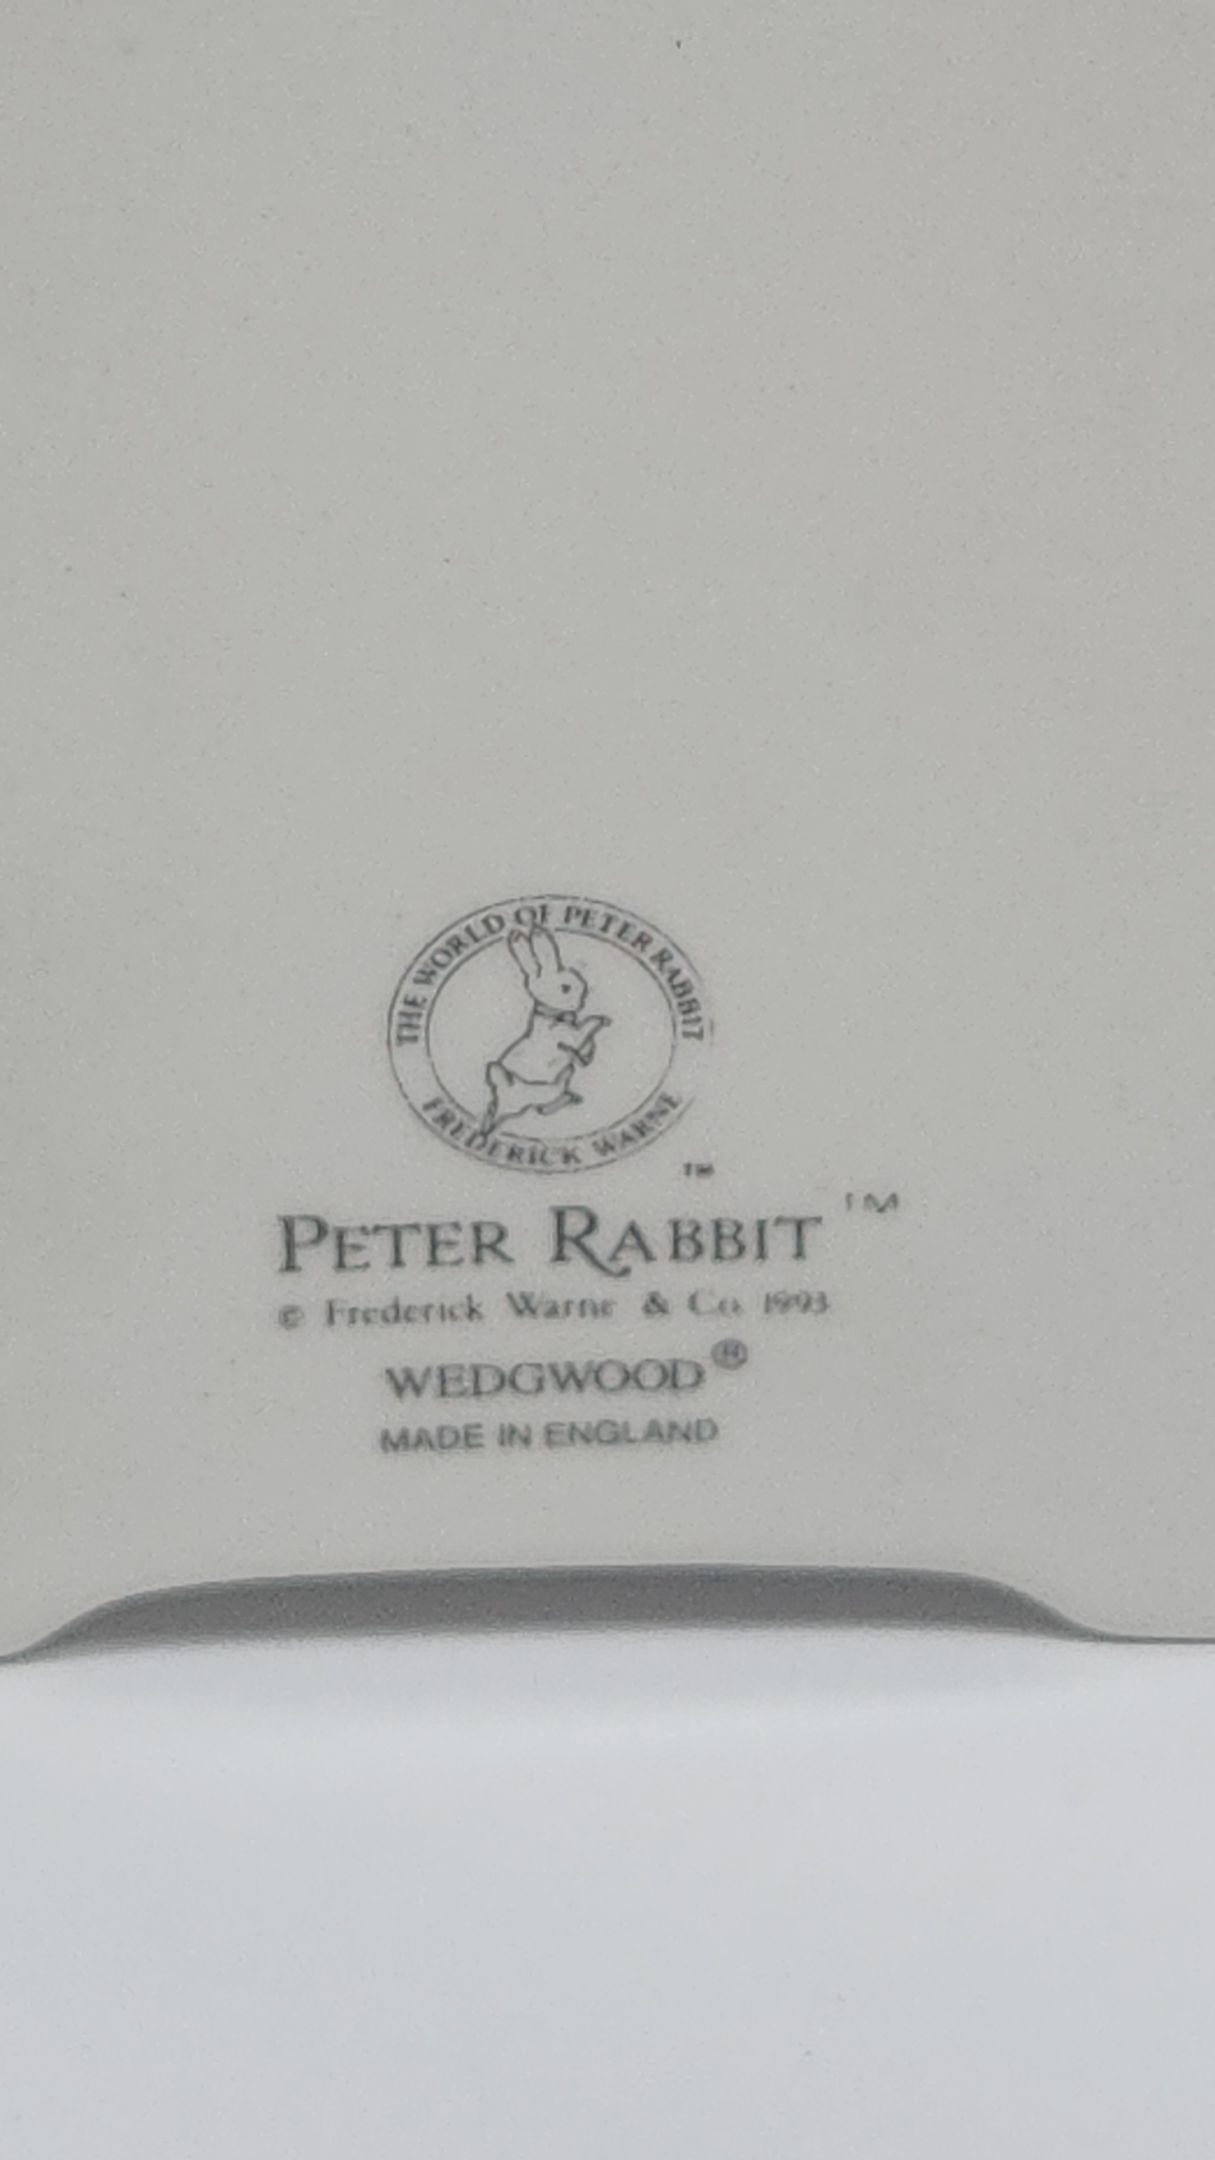 THE WORLD OF PETER RABBIT
FREDERICK WARNE
TM
PETER RABBIT TM
© Frederick Warne & Co. 1993
WEDGWOOD®
MADE IN ENGLAND